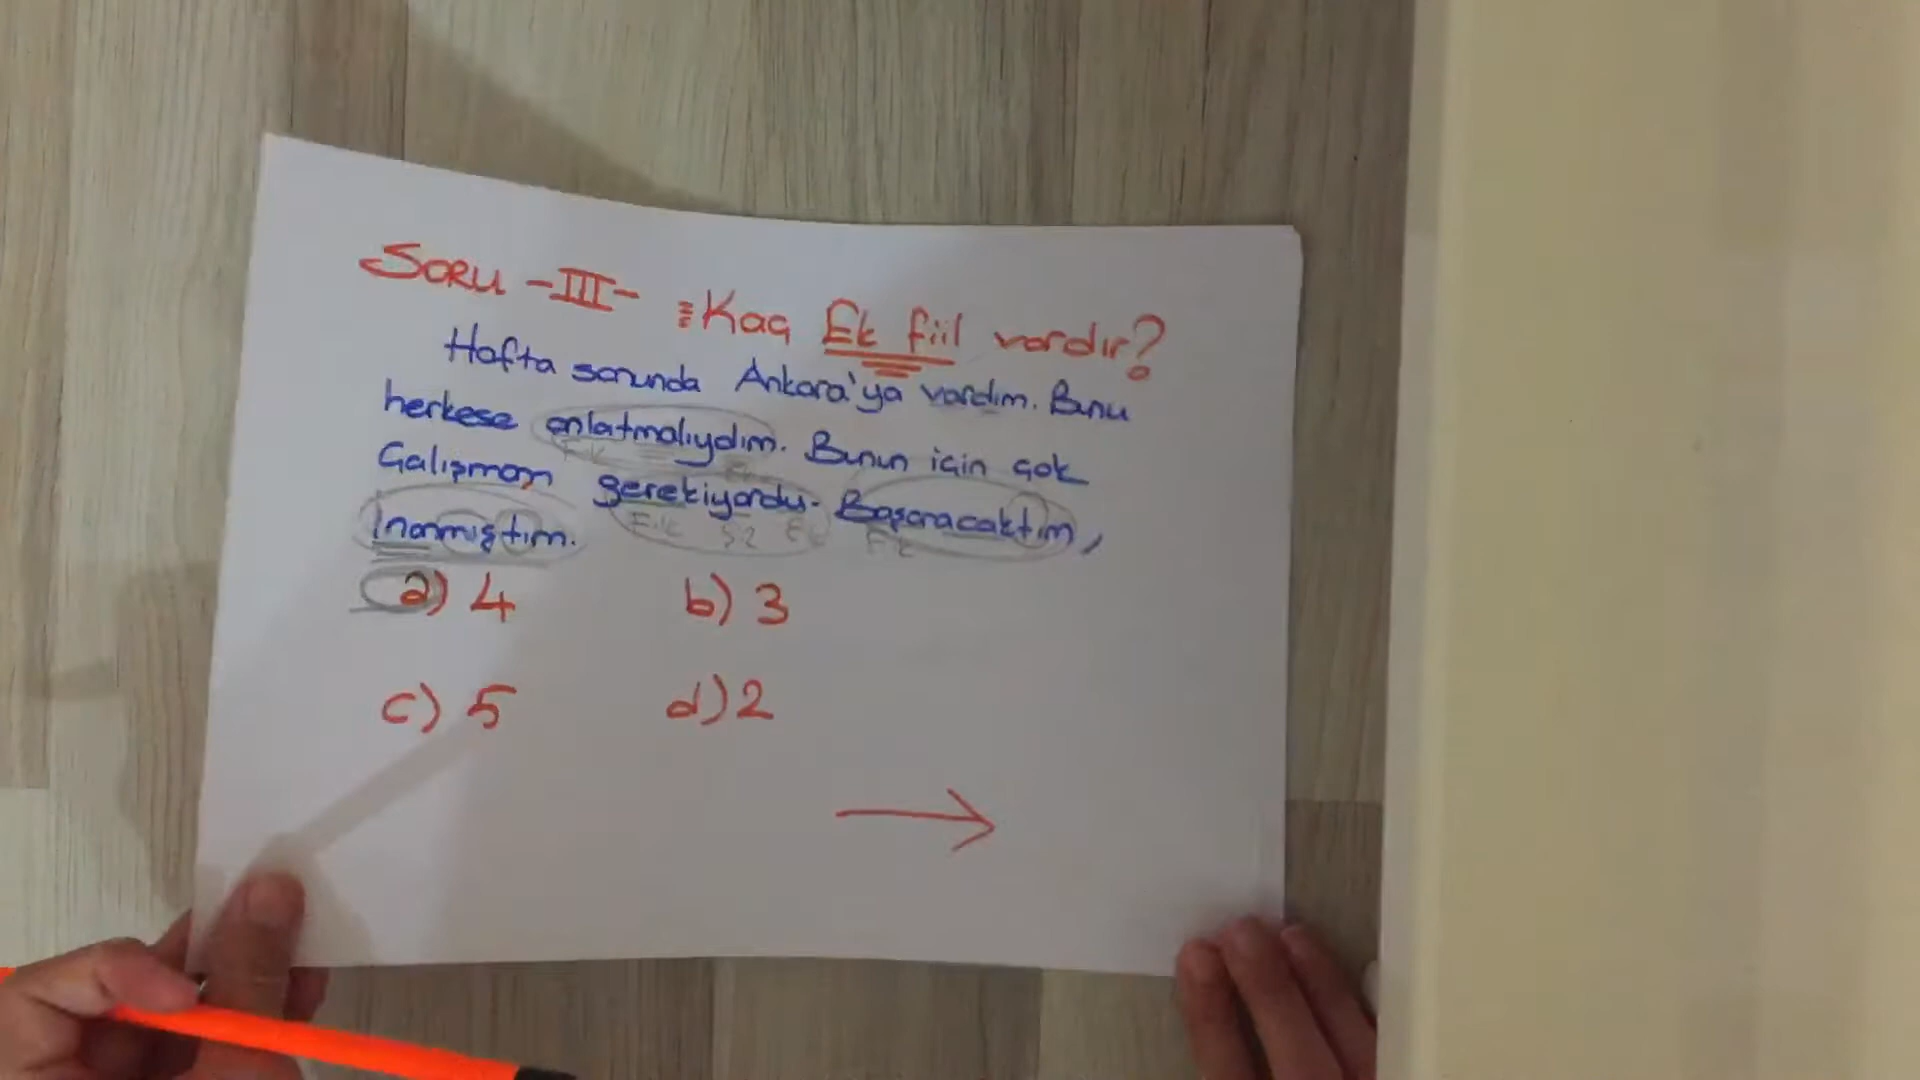 SORU -III- Kaç Ek fiil vardır?
Hafta sonunda Ankara'ya vardım. Bunu
herkese anlatmalıydım. Bunun için çok
Çalışmam gerekiyordu. Başaracaktım,
inanmıştım.
a) 4 b) 3
c) 5 d) 2